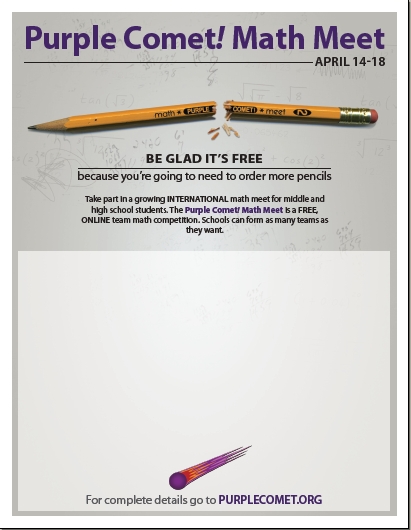 Purple Comet! Math Meet
APRIL 14-18
math ★ PURPLE COMET! ★ meet 2
BE GLAD IT'S FREE
because you're going to need to order more pencils
Take part in a growing INTERNATIONAL math meet for middle and
high school students. The Purple Comet! Math Meet is a FREE,
ONLINE team math competition. Schools can form as many teams as
they want.
For complete details go to PURPLECOMET.ORG